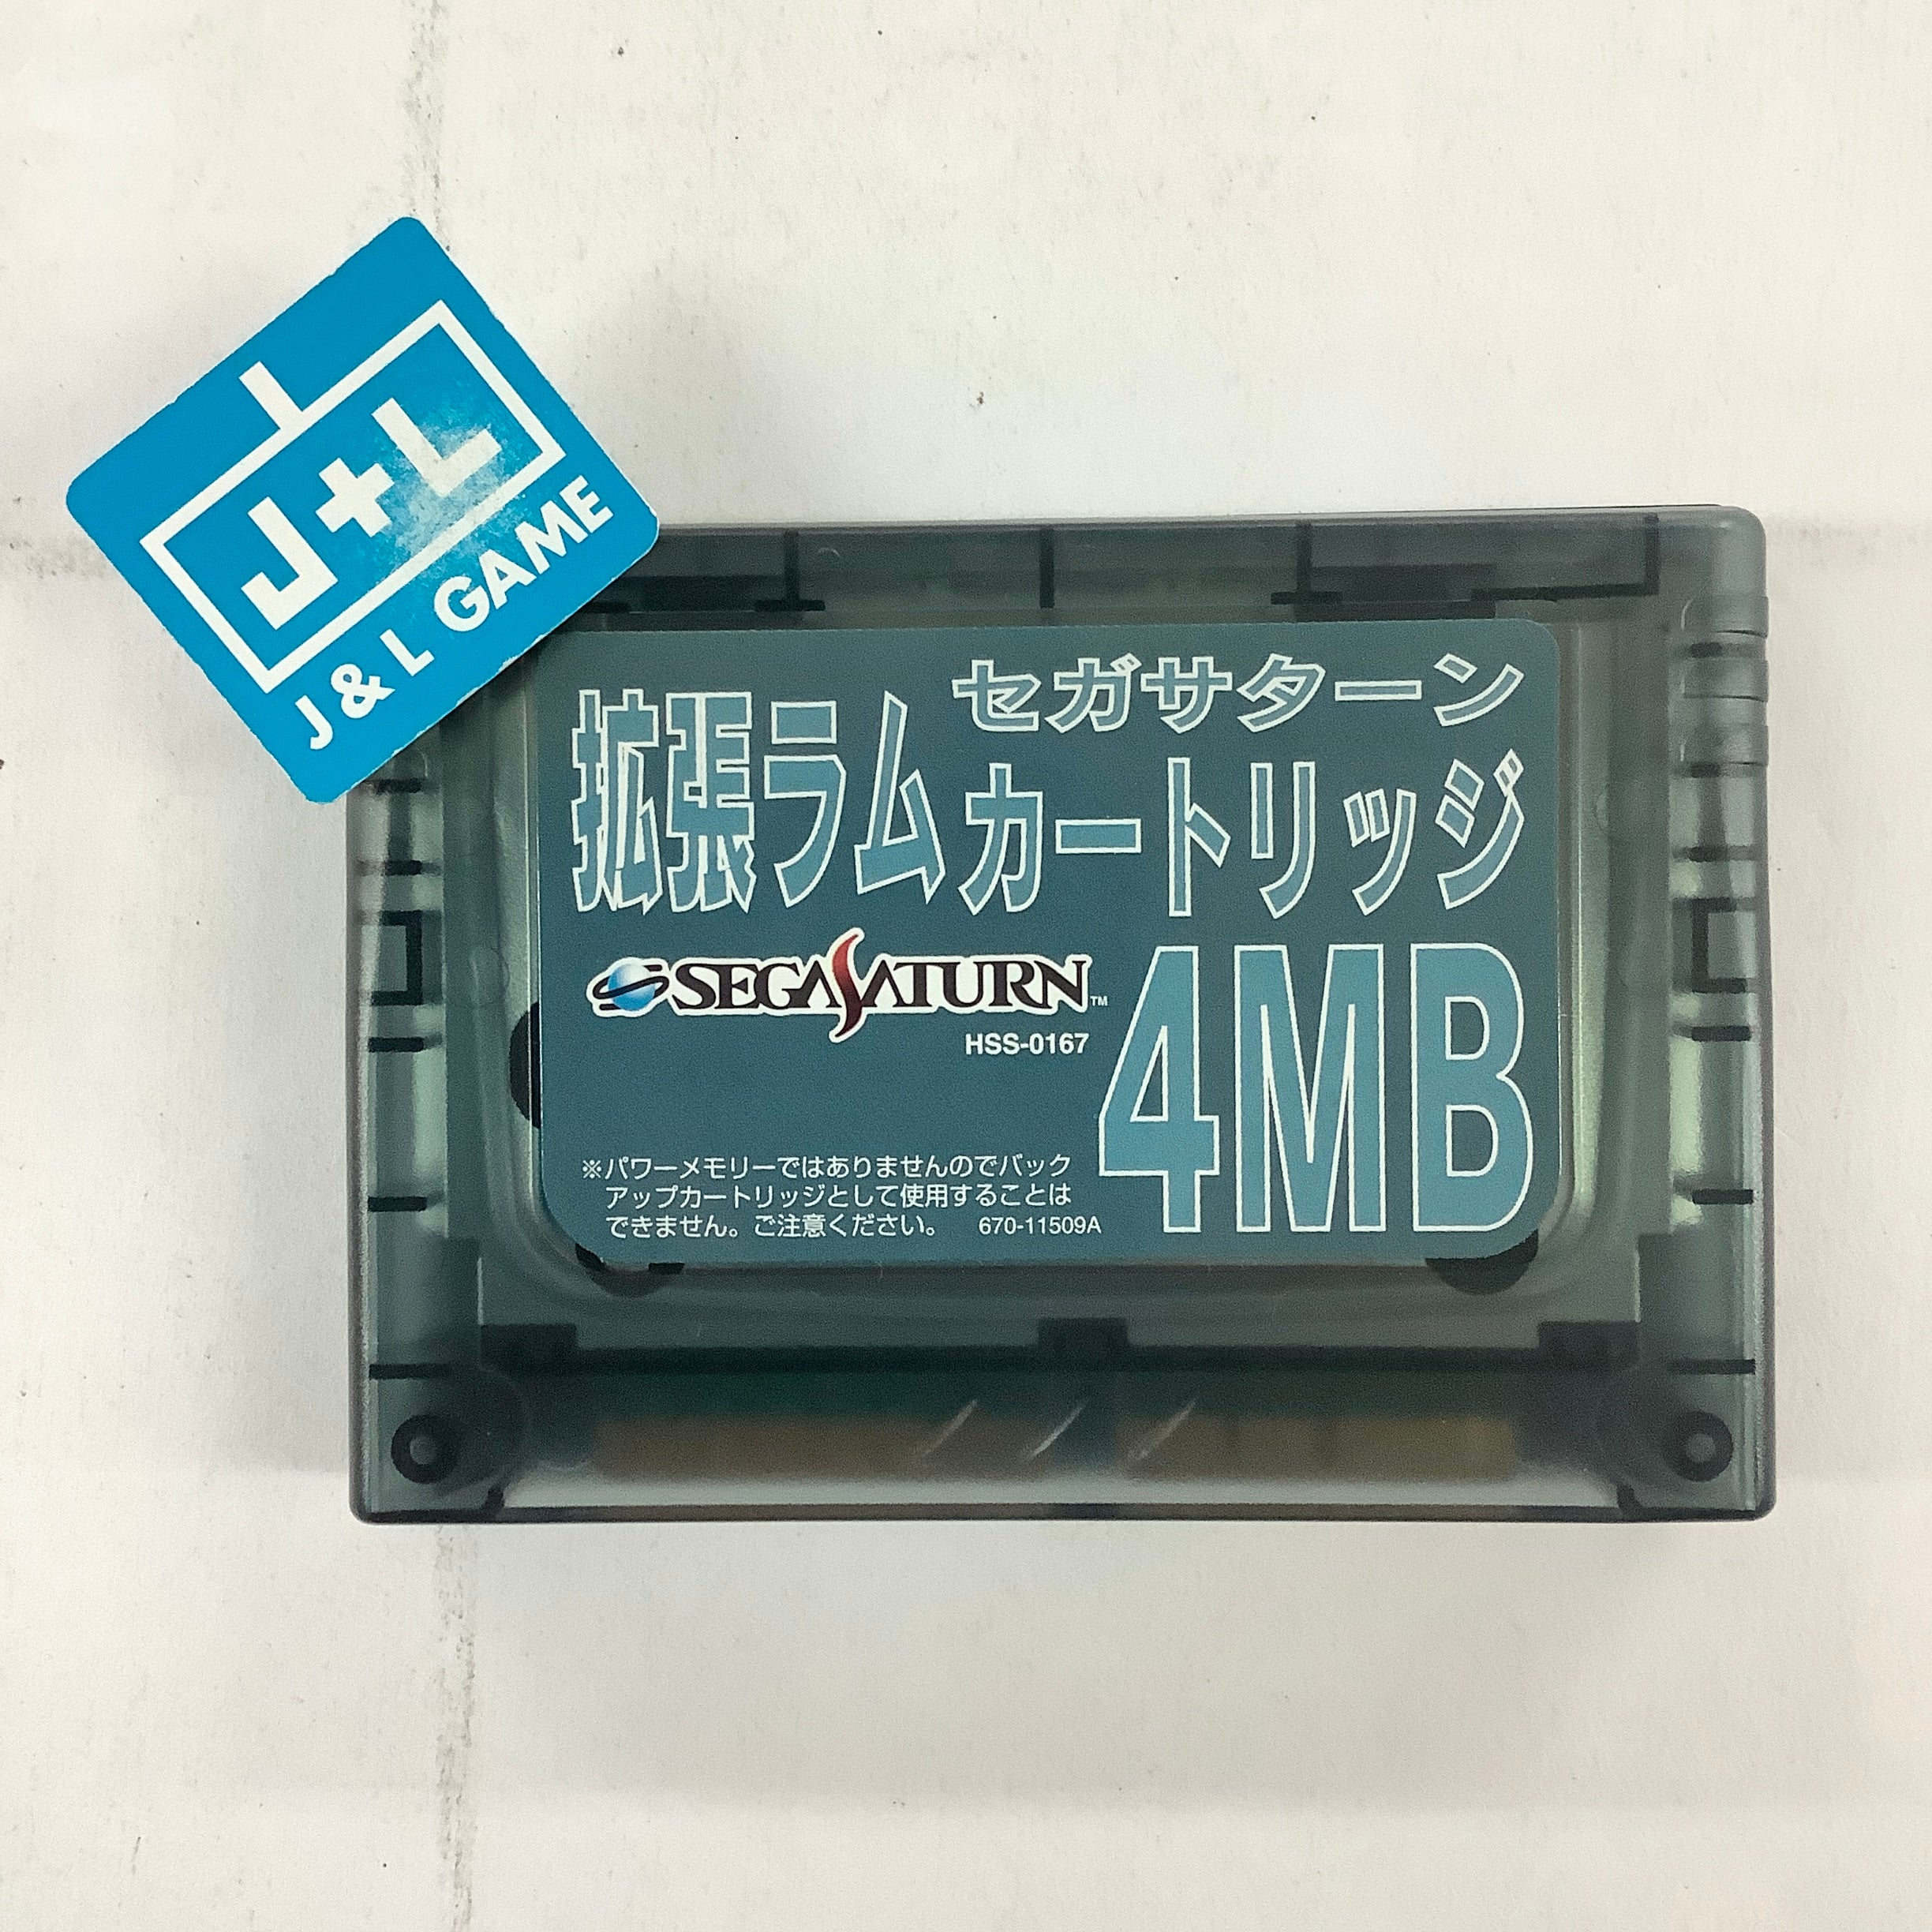 J+L
J & L GAME
セガサターン
拡張ラムカートリッジ
SEGASATURN™
HSS-0167
4MB
※パワーメモリーではありませんのでバック
アップカートリッジとして使用することは
できません。ご注意ください。 670-11509A